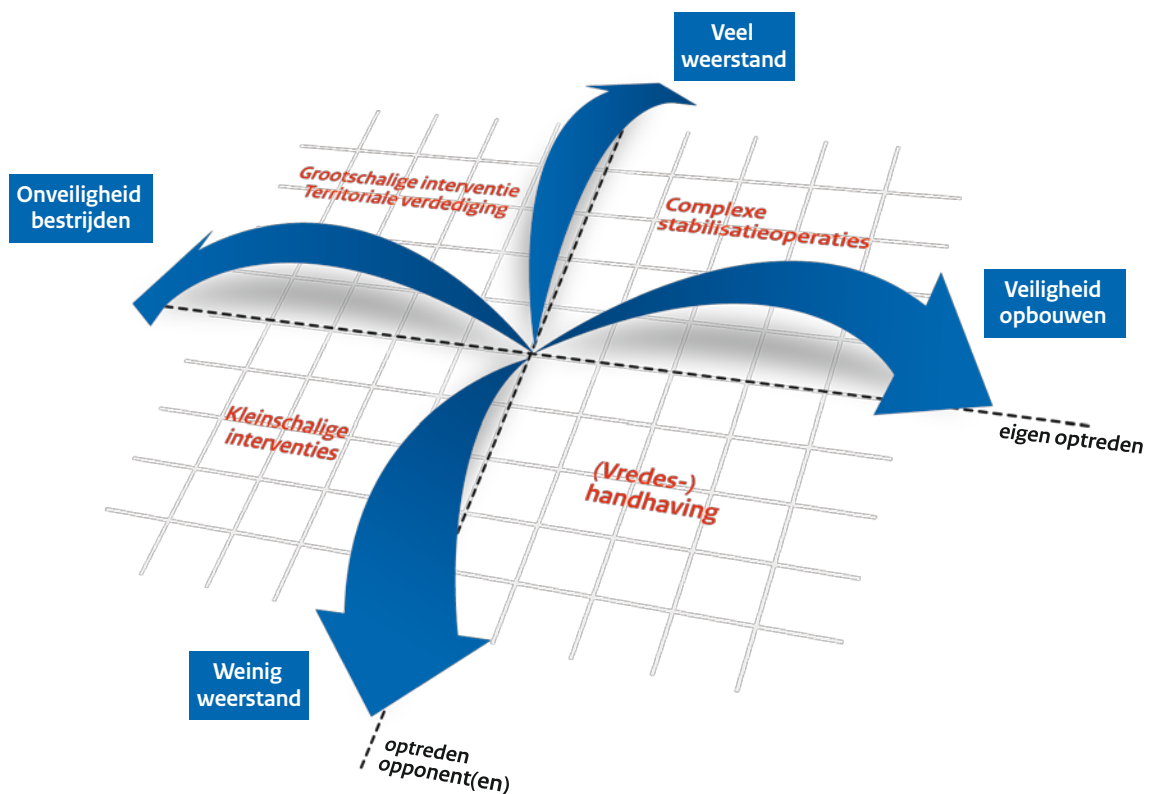 Veel
weerstand
Onveiligheid
bestrijden
Grootschalige interventie
Territoriale verdediging
Complexe
stabilisatieoperaties
Veiligheid
opbouwen
eigen optreden
Kleinschalige
interventies
(Vredes-)
handhaving
Weinig
weerstand
optreden
opponent(en)